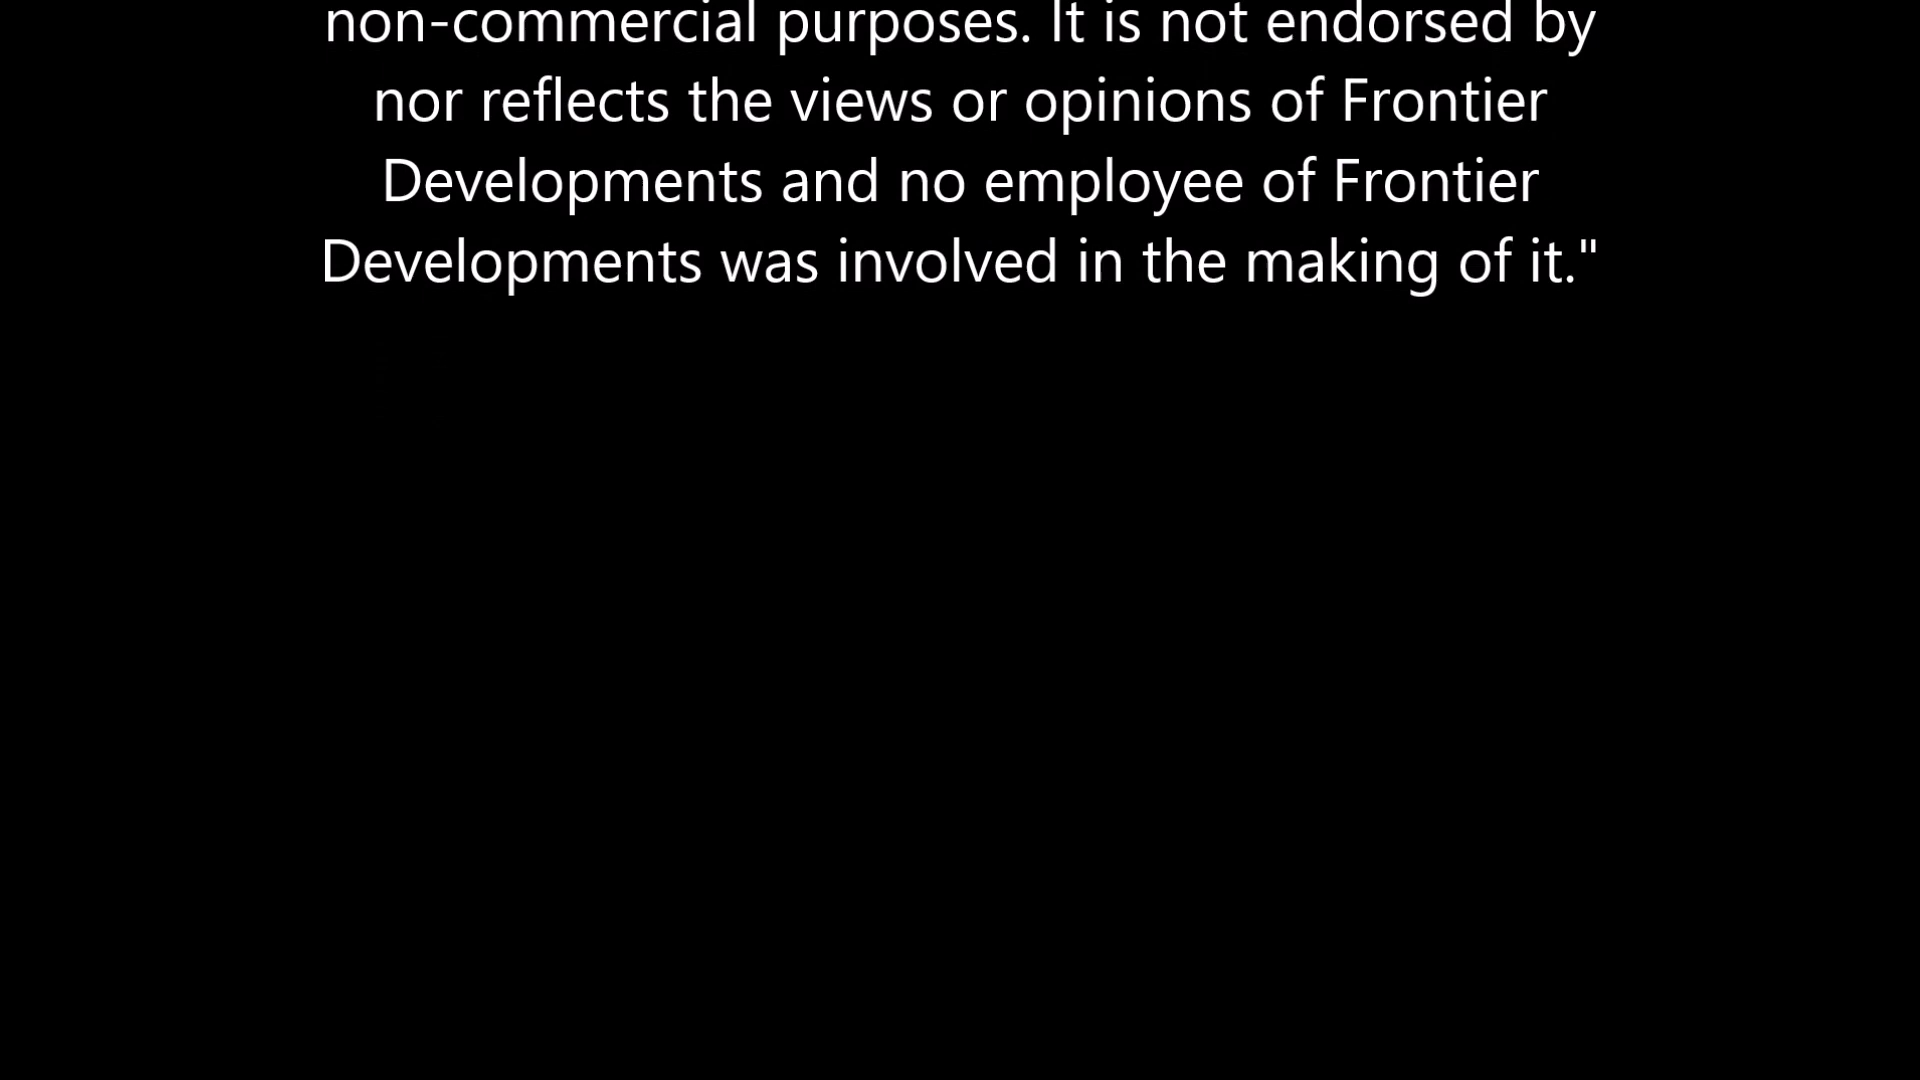 non-commercial purposes. It is not endorsed by
nor reflects the views or opinions of Frontier
Developments and no employee of Frontier
Developments was involved in the making of it."